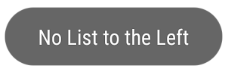 No List to the Left